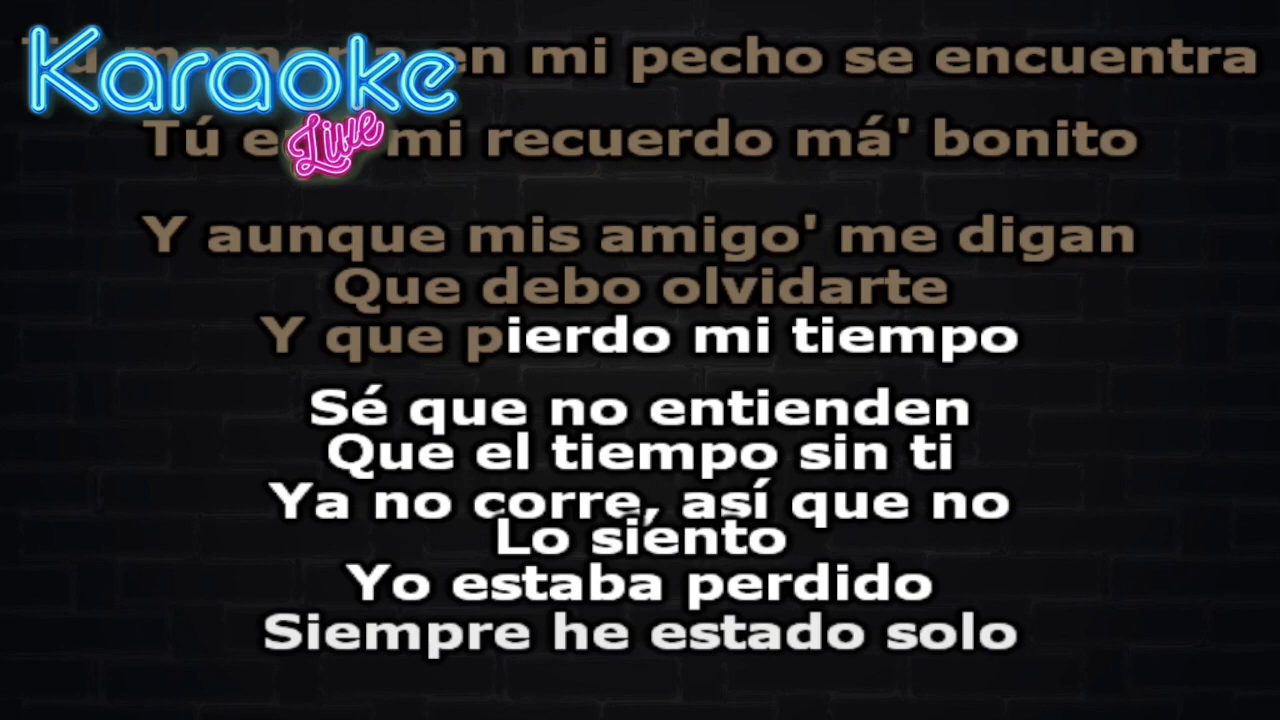 Karaoke
Live
en mi pecho se encuentra
Tú mi recuerdo má' bonito
Y aunque mis amigo' me digan
Que debo olvidarte
Y que pierdo mi tiempo
Sé que no entienden
Que el tiempo sin ti
Ya no corre, así que no
Lo siento
Yo estaba perdido
Siempre he estado solo